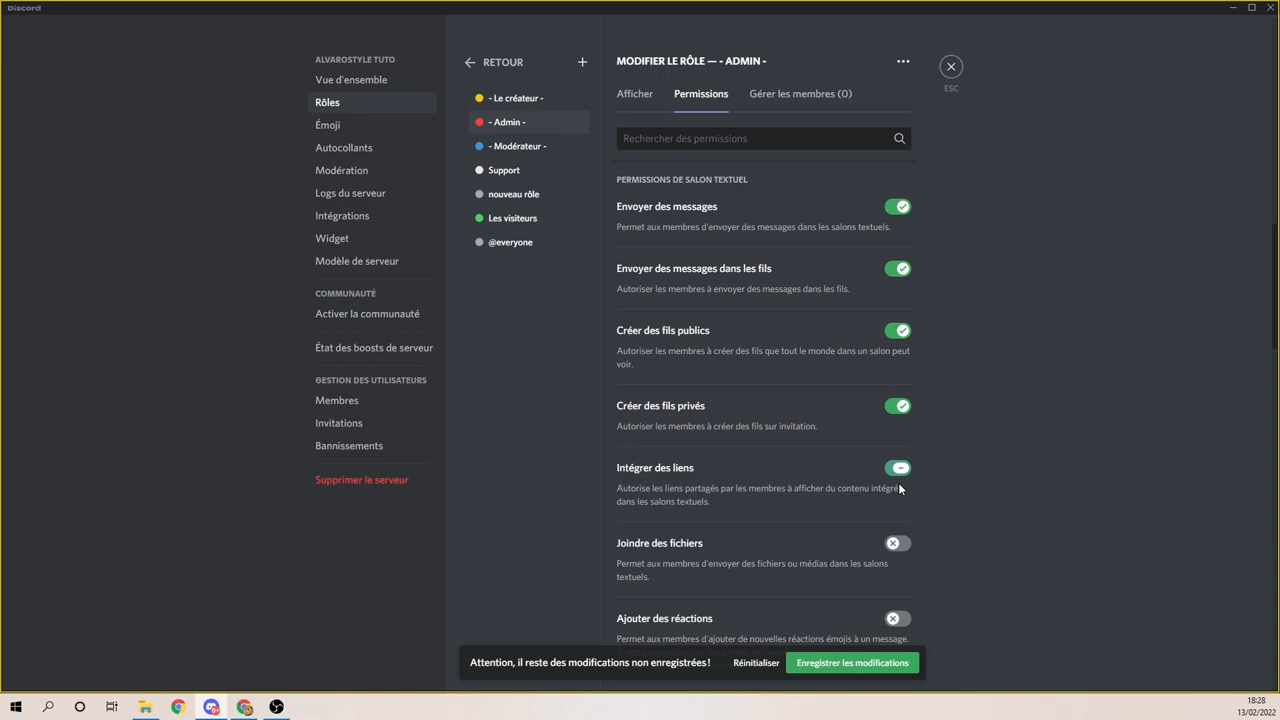 Discord
ALVAROSTYLE TUTO
Vue d'ensemble
Rôles
Émoji
Autocollants
Modération
Logs du serveur
Intégrations
Widget
Modèle de serveur
COMMUNAUTÉ
Activer la communauté
État des boosts de serveur
GESTION DES UTILISATEURS
Membres
Invitations
Bannissements
Supprimer le serveur
RETOUR
- Le créateur -
- Admin -
- Modérateur -
Support
nouveau rôle
Les visiteurs
@everyone
MODIFIER LE RÔLE — - ADMIN -
ESC
Afficher Permissions Gérer les membres (0)
Rechercher des permissions
PERMISSIONS DE SALON TEXTUEL
Envoyer des messages
Permet aux membres d'envoyer des messages dans les salons textuels.
Envoyer des messages dans les fils
Autoriser les membres à envoyer des messages dans les fils.
Créer des fils publics
Autoriser les membres à créer des fils que tout le monde dans un salon peut
voir.
Créer des fils privés
Autoriser les membres à créer des fils sur invitation.
Intégrer des liens
Autorise les liens partagés par les membres à afficher du contenu intégré
dans les salons textuels.
Joindre des fichiers
Permet aux membres d'envoyer des fichiers ou médias dans les salons
textuels.
Ajouter des réactions
Permet aux membres d'ajouter de nouvelles réactions émojis à un message.
Attention, il reste des modifications non enregistrées ! Réinitialiser Enregistrer les modifications
18:28
13/02/2022